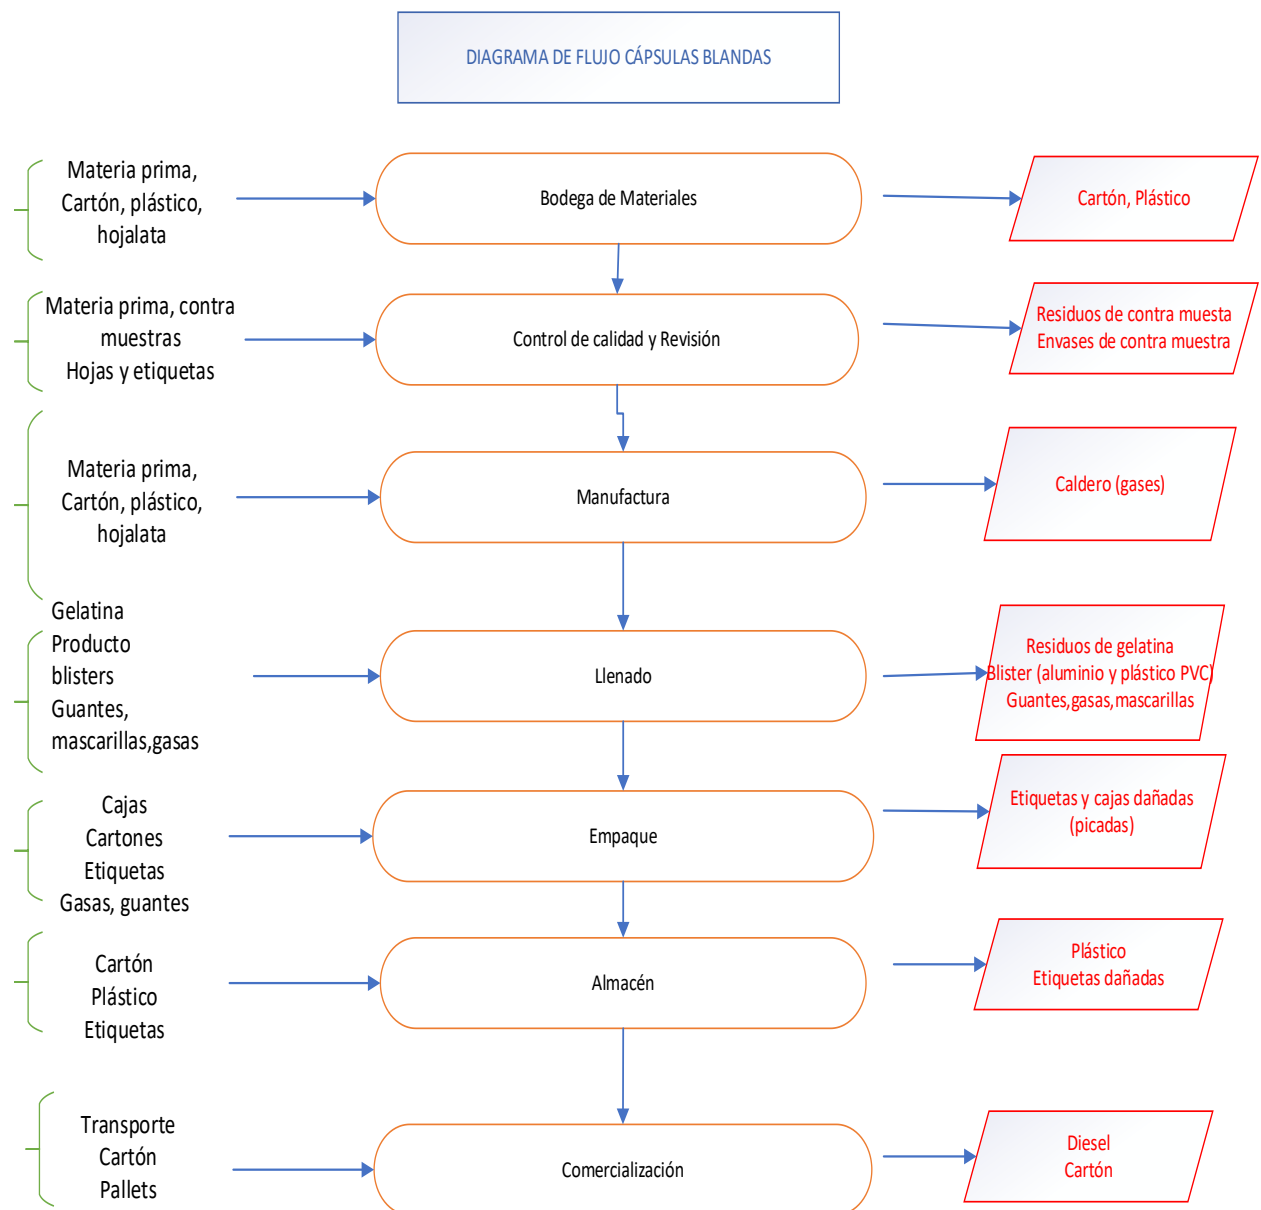 DIAGRAMA DE FLUJO CÁPSULAS BLANDAS
Materia prima,
Cartón, plástico,
hojalata
Bodega de Materiales
Cartón, Plástico
Materia prima, contra
muestras
Hojas y etiquetas
Control de calidad y Revisión
Residuos de contra muesta
Envases de contra muestra
Materia prima,
Cartón, plástico,
hojalata
Manufactura
Caldero (gases)
Gelatina
Producto
blisters
Guantes,
mascarillas,gasas
Llenado
Residuos de gelatina
Blister (aluminio y plástico PVC)
Guantes,gasas,mascarillas
Cajas
Cartones
Etiquetas
Gasas, guantes
Empaque
Etiquetas y cajas dañadas
(picadas)
Cartón
Plástico
Etiquetas
Almacén
Plástico
Etiquetas dañadas
Transporte
Cartón
Pallets
Comercialización
Diesel
Cartón